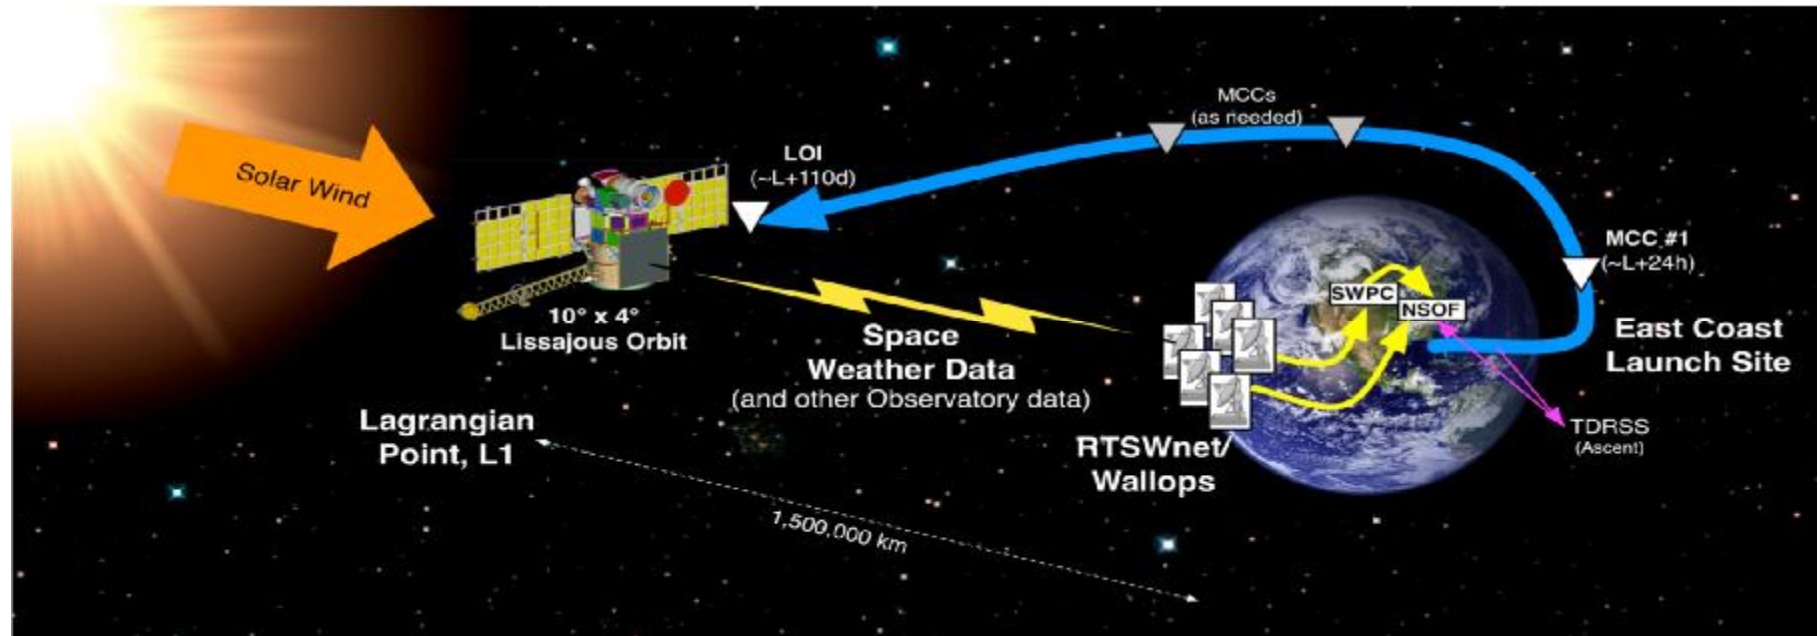 Solar Wind
LOI
(~L+110d)
MCCs
(as needed)
MCC #1
(~L+24h)
10° x 4°
Lissajous Orbit
Space
Weather Data
(and other Observatory data)
SWPC
NSOF
East Coast
Launch Site
TDRSS
(Ascent)
Lagrangian
Point, L1
RTSWnet/
Wallops
1,500,000 km